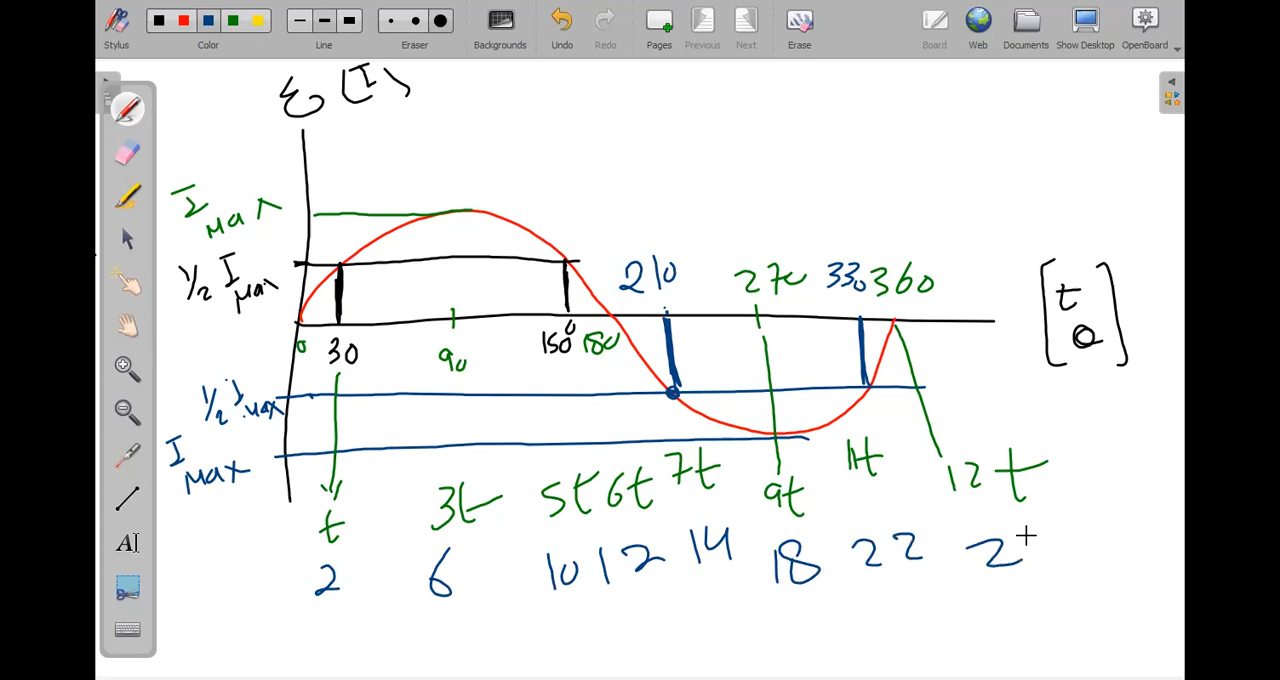 Stylus Color Line Eraser Backgrounds Undo Redo Pages Previous Next Erase Board Web Documents Show Desktop OpenBoard
ε (I)
I max
1/2 I max
210 270 330 360
t
θ
0 30 90 150° 180
1/2 I max
I max
t 3t 5t 6t 7t 9t 11t 12t
2 6 10 12 14 18 22 2
AI